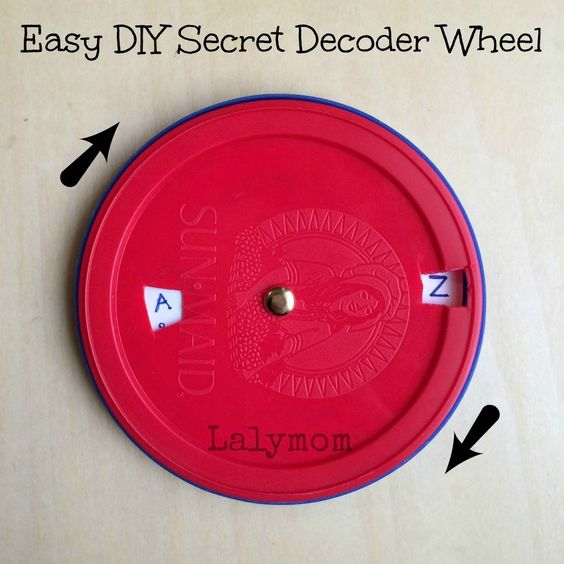 Easy DIY Secret Decoder Wheel
A
N
SUN-MAID
Lalymom